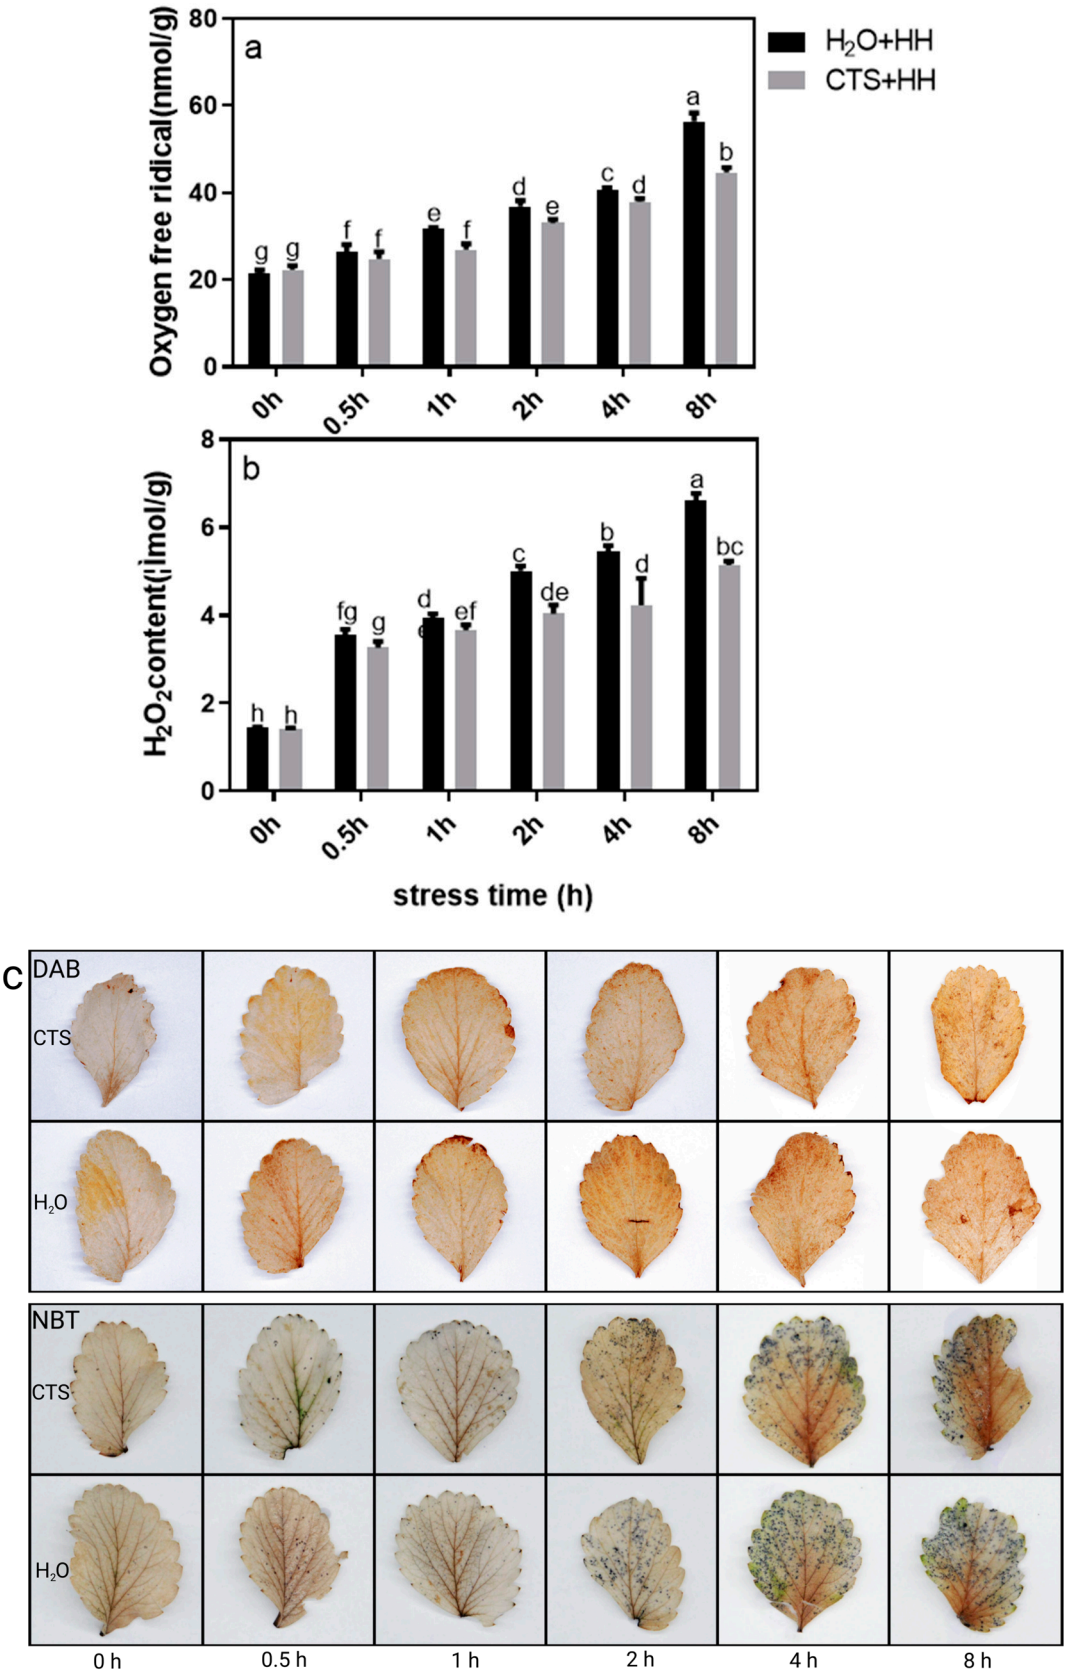 a
H₂O+HH
CTS+HH
Oxygen free ridical(nmol/g)
80
60
40
20
0
g g f f e f d e c d a b
0h 0.5h 1h 2h 4h 8h
b
H₂O₂content(¦Ìmol/g)
8
6
4
2
0
h h fg g d
e ef c de b d a bc
0h 0.5h 1h 2h 4h 8h
stress time (h)
c
DAB
CTS
H₂O
NBT
CTS
H₂O
0 h 0.5 h 1 h 2 h 4 h 8 h